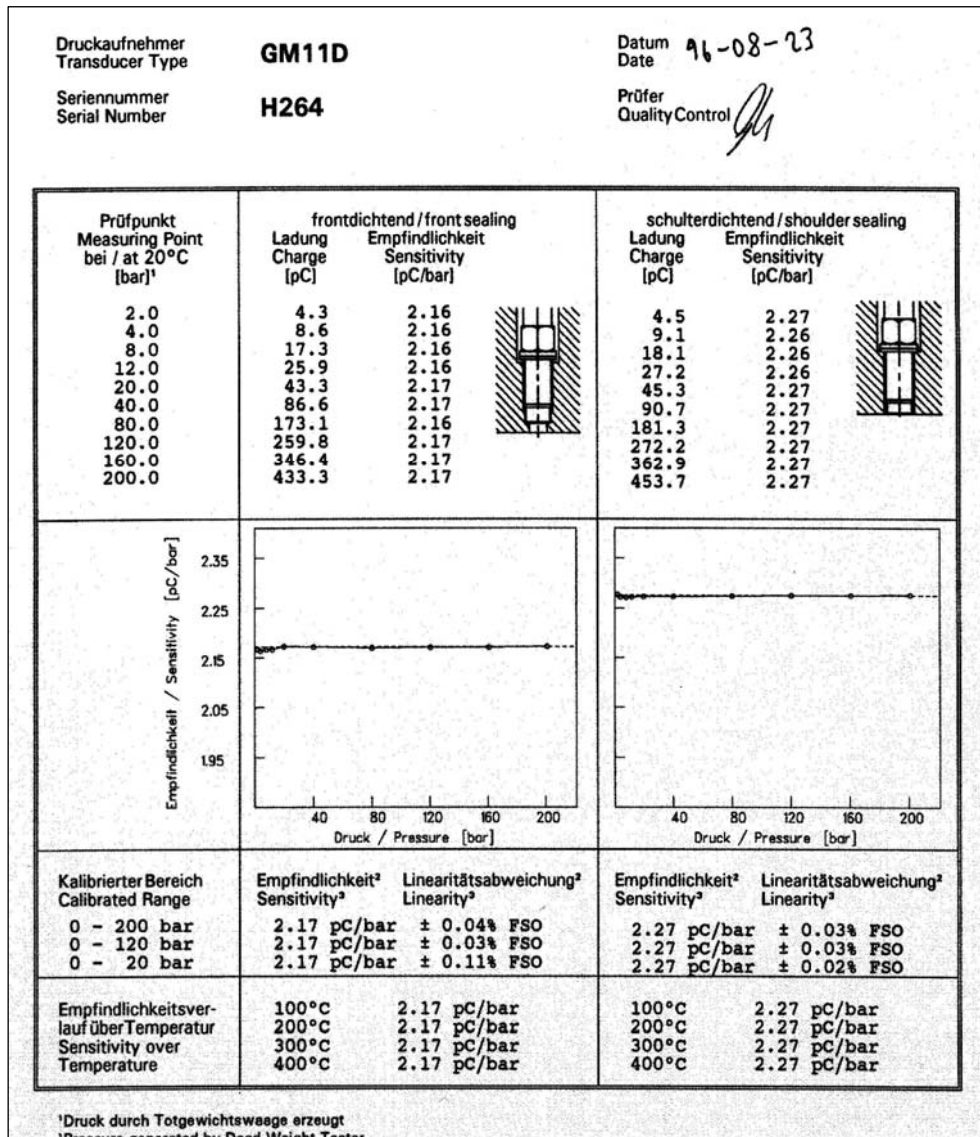 Druckaufnehmer
Transducer Type
GM11D
Datum
Date
96-08-23
Seriennummer
Serial Number
H264
Prüfer
Quality Control
Prüfpunkt
Measuring Point
bei / at 20°C
[bar]¹
frontdichtend / front sealing
Ladung Empfindlichkeit
Charge Sensitivity
[pC] [pC/bar]
schulterdichtend / shoulder sealing
Ladung Empfindlichkeit
Charge Sensitivity
[pC] [pC/bar]
2.0 4.3 2.16 4.5 2.27
4.0 8.6 2.16 9.1 2.26
8.0 17.3 2.16 18.1 2.26
12.0 25.9 2.16 27.2 2.26
20.0 43.3 2.17 45.3 2.27
40.0 86.6 2.17 90.7 2.27
80.0 173.1 2.16 181.3 2.27
120.0 259.8 2.17 272.2 2.27
160.0 346.4 2.17 362.9 2.27
200.0 433.3 2.17 453.7 2.27
Empfindlichkeit / Sensitivity [pC/bar]
2.35
2.25
2.15
2.05
1.95
40 80 120 160 200
Druck / Pressure [bar]
40 80 120 160 200
Druck / Pressure [bar]
Kalibrierter Bereich
Calibrated Range
Empfindlichkeit² Linearitätsabweichung²
Sensitivity³ Linearity³
Empfindlichkeit² Linearitätsabweichung²
Sensitivity³ Linearity³
0 - 200 bar 2.17 pC/bar ± 0.04% FSO 2.27 pC/bar ± 0.03% FSO
0 - 120 bar 2.17 pC/bar ± 0.03% FSO 2.27 pC/bar ± 0.03% FSO
0 - 20 bar 2.17 pC/bar ± 0.11% FSO 2.27 pC/bar ± 0.02% FSO
Empfindlichkeitsver-
lauf über Temperatur
Sensitivity over
Temperature
100°C 2.17 pC/bar 100°C 2.27 pC/bar
200°C 2.17 pC/bar 200°C 2.27 pC/bar
300°C 2.17 pC/bar 300°C 2.27 pC/bar
400°C 2.17 pC/bar 400°C 2.27 pC/bar
¹Druck durch Totgewichtswaage erzeugt
¹Pressure generated by Dead Weight Tester